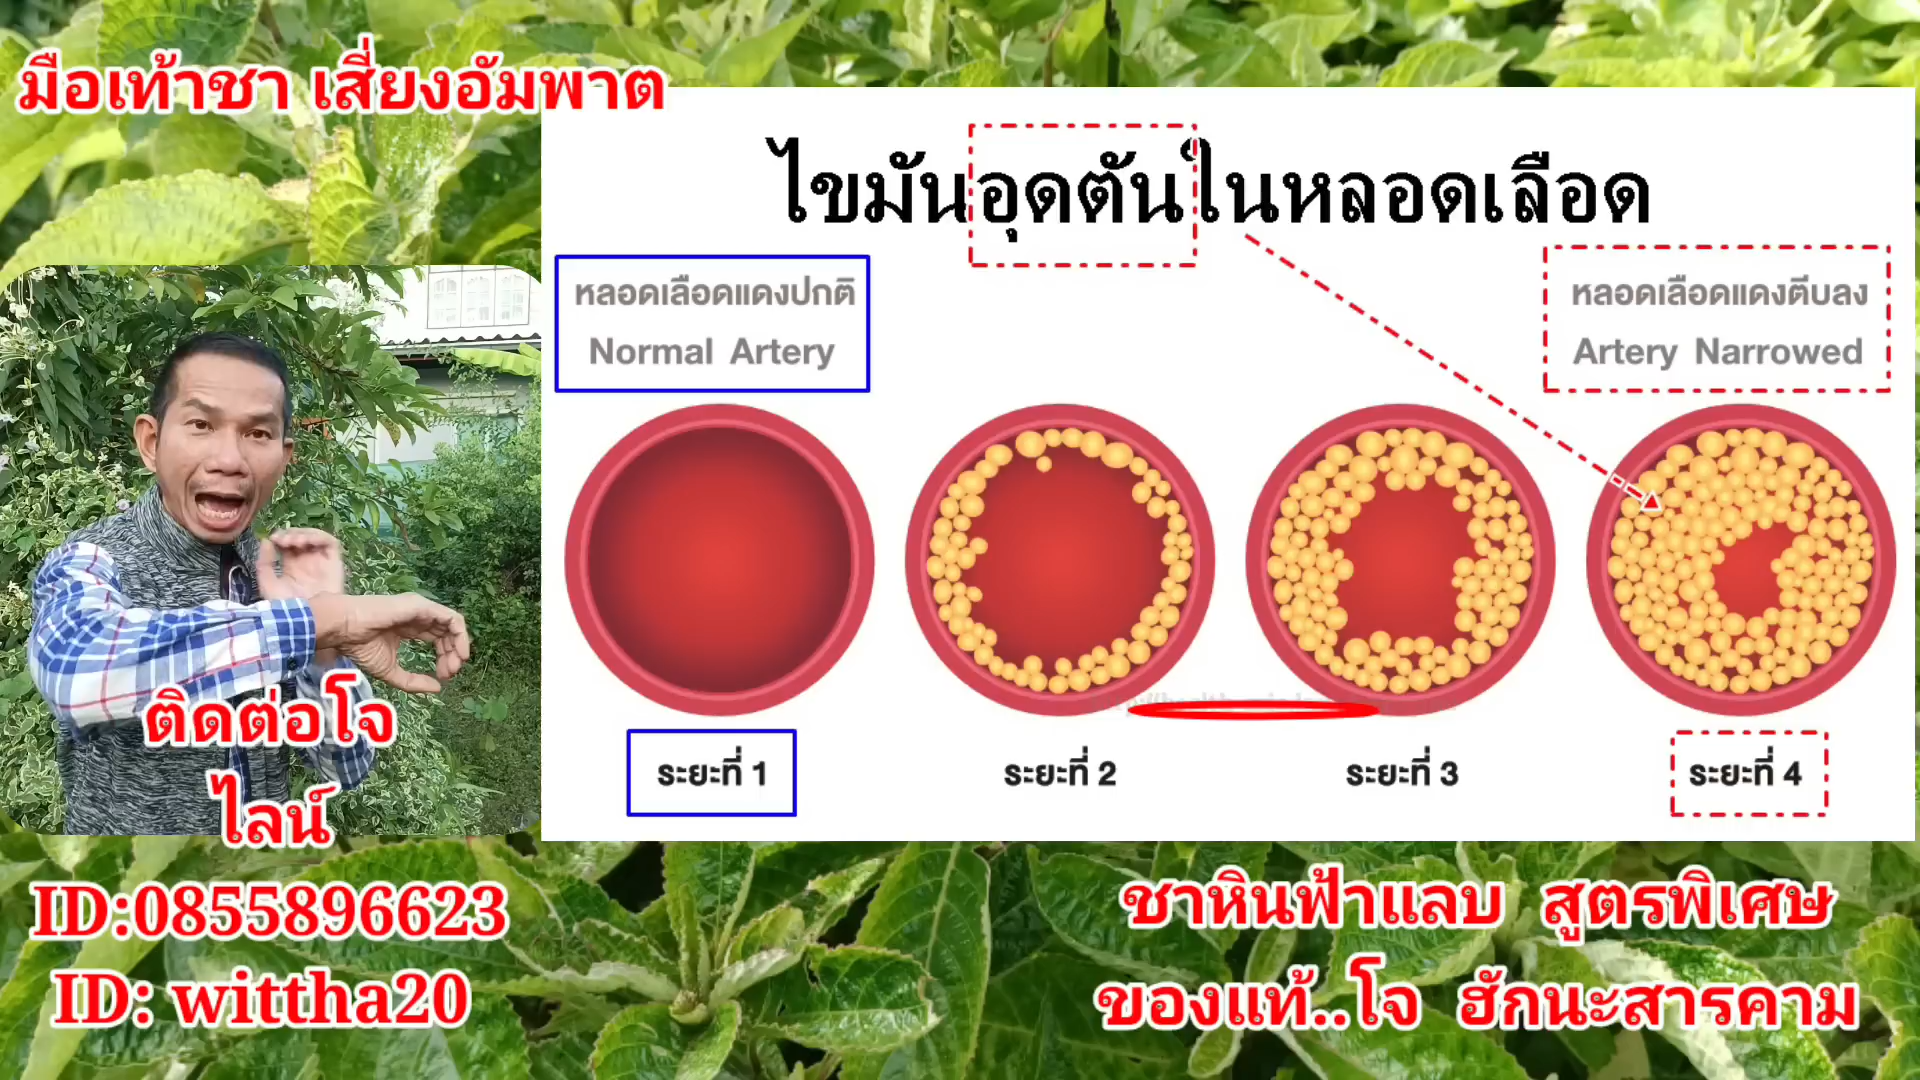 มือเท้าชา เสี่ยงอัมพาต
ไขมันอุดตันในหลอดเลือด
หลอดเลือดแดงปกติ
Normal Artery
หลอดเลือดแดงตีบลง
Artery Narrowed
ระยะที่ 1
ระยะที่ 2
ระยะที่ 3
ระยะที่ 4
ติดต่อโจ
ไลน์
ID:0855896623
ID: wittha20
ชาหินฟ้าแลบ สูตรพิเศษ
ของแท้..โจ ฮักนะสารคาม